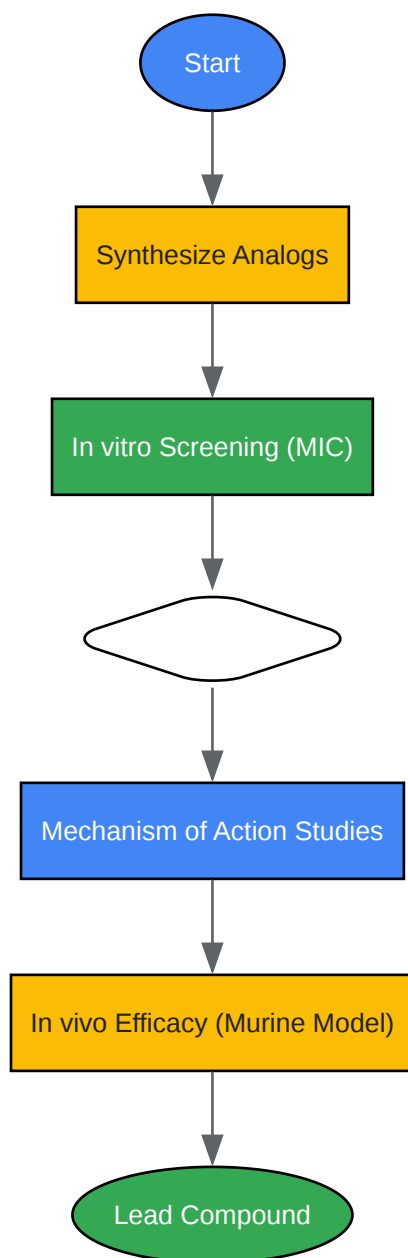 Start
Synthesize Analogs
In vitro Screening (MIC)
Mechanism of Action Studies
In vivo Efficacy (Murine Model)
Lead Compound